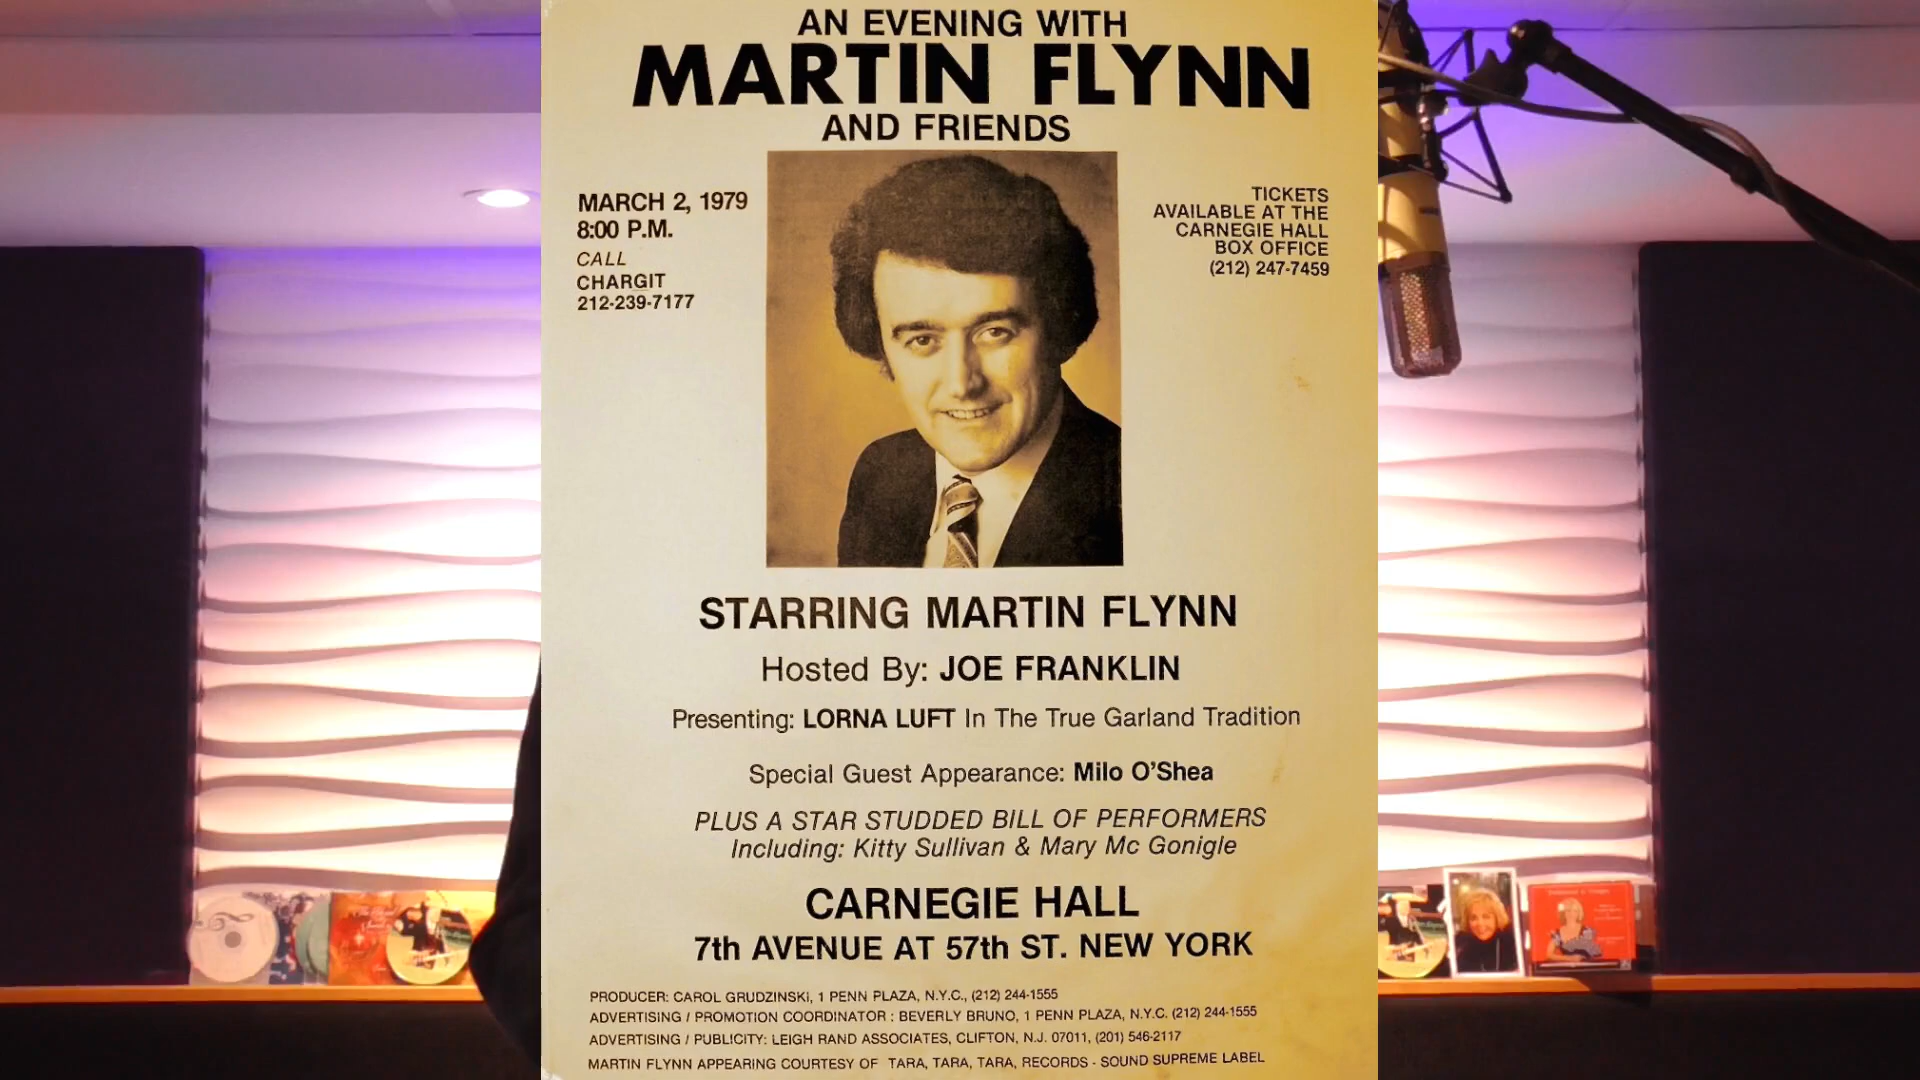 AN EVENING WITH
MARTIN FLYNN
AND FRIENDS
MARCH 2, 1979
8:00 P.M.
CALL
CHARGIT
212-239-7177
TICKETS
AVAILABLE AT THE
CARNEGIE HALL
BOX OFFICE
(212) 247-7459
STARRING MARTIN FLYNN
Hosted By: JOE FRANKLIN
Presenting: LORNA LUFT In The True Garland Tradition
Special Guest Appearance: Milo O'Shea
PLUS A STAR STUDDED BILL OF PERFORMERS
Including: Kitty Sullivan & Mary Mc Gonigle
CARNEGIE HALL
7th AVENUE AT 57th ST. NEW YORK
PRODUCER: CAROL GRUDZINSKI, 1 PENN PLAZA, N.Y.C., (212) 244-1555
ADVERTISING / PROMOTION COORDINATOR : BEVERLY BRUNO, 1 PENN PLAZA, N.Y.C. (212) 244-1555
ADVERTISING / PUBLICITY: LEIGH RAND ASSOCIATES, CLIFTON, N.J. 07011, (201) 546-2117
MARTIN FLYNN APPEARING COURTESY OF TARA, TARA, TARA, RECORDS - SOUND SUPREME LABEL